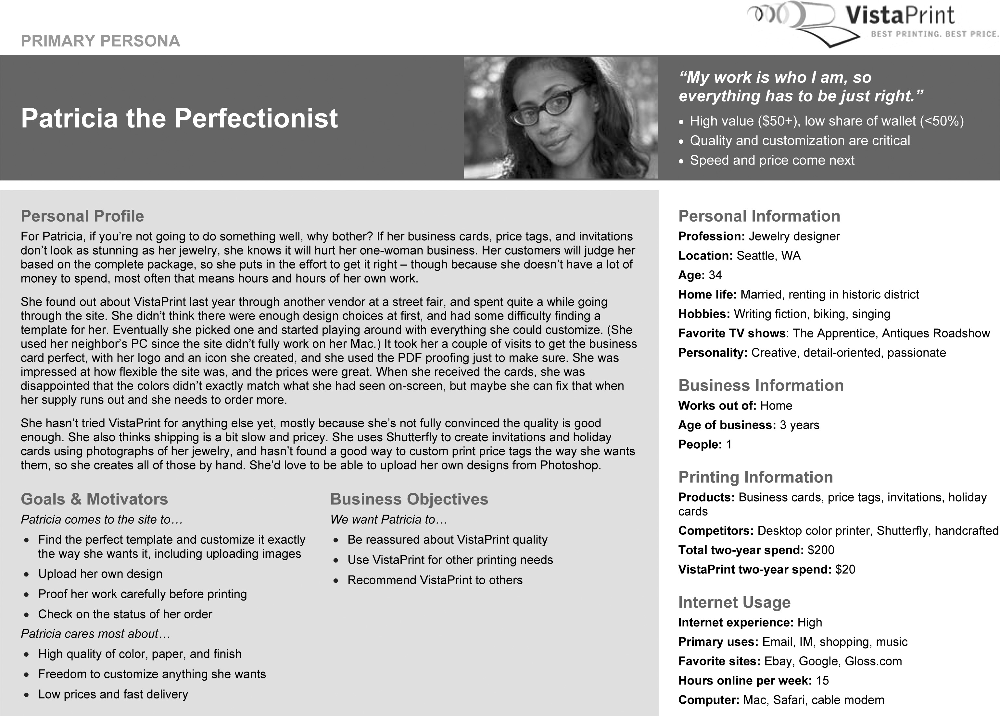 VistaPrint
BEST PRINTING. BEST PRICE.
PRIMARY PERSONA
Patricia the Perfectionist
“My work is who I am, so
everything has to be just right.”
• High value ($50+), low share of wallet (<50%)
• Quality and customization are critical
• Speed and price come next
Personal Profile
For Patricia, if you’re not going to do something well, why bother? If her business cards, price tags, and invitations
don’t look as stunning as her jewelry, she knows it will hurt her one-woman business. Her customers will judge her
based on the complete package, so she puts in the effort to get it right – though because she doesn’t have a lot of
money to spend, most often that means hours and hours of her own work.
She found out about VistaPrint last year through another vendor at a street fair, and spent quite a while going
through the site. She didn’t think there were enough design choices at first, and had some difficulty finding a
template for her. Eventually she picked one and started playing around with everything she could customize. (She
used her neighbor’s PC since the site didn’t fully work on her Mac.) It took her a couple of visits to get the business
card perfect, with her logo and an icon she created, and she used the PDF proofing just to make sure. She was
impressed at how flexible the site was, and the prices were great. When she received the cards, she was
disappointed that the colors didn’t exactly match what she had seen on-screen, but maybe she can fix that when
her supply runs out and she needs to order more.
She hasn’t tried VistaPrint for anything else yet, mostly because she’s not fully convinced the quality is good
enough. She also thinks shipping is a bit slow and pricey. She uses Shutterfly to create invitations and holiday
cards using photographs of her jewelry, and hasn’t found a good way to custom print price tags the way she wants
them, so she creates all of those by hand. She’d love to be able to upload her own designs from Photoshop.
Goals & Motivators
Patricia comes to the site to…
• Find the perfect template and customize it exactly
the way she wants it, including uploading images
• Upload her own design
• Proof her work carefully before printing
• Check on the status of her order
Patricia cares most about…
• High quality of color, paper, and finish
• Freedom to customize anything she wants
• Low prices and fast delivery
Business Objectives
We want Patricia to…
• Be reassured about VistaPrint quality
• Use VistaPrint for other printing needs
• Recommend VistaPrint to others
Personal Information
Profession: Jewelry designer
Location: Seattle, WA
Age: 34
Home life: Married, renting in historic district
Hobbies: Writing fiction, biking, singing
Favorite TV shows: The Apprentice, Antiques Roadshow
Personality: Creative, detail-oriented, passionate
Business Information
Works out of: Home
Age of business: 3 years
People: 1
Printing Information
Products: Business cards, price tags, invitations, holiday
cards
Competitors: Desktop color printer, Shutterfly, handcrafted
Total two-year spend: $200
VistaPrint two-year spend: $20
Internet Usage
Internet experience: High
Primary uses: Email, IM, shopping, music
Favorite sites: Ebay, Google, Gloss.com
Hours online per week: 15
Computer: Mac, Safari, cable modem